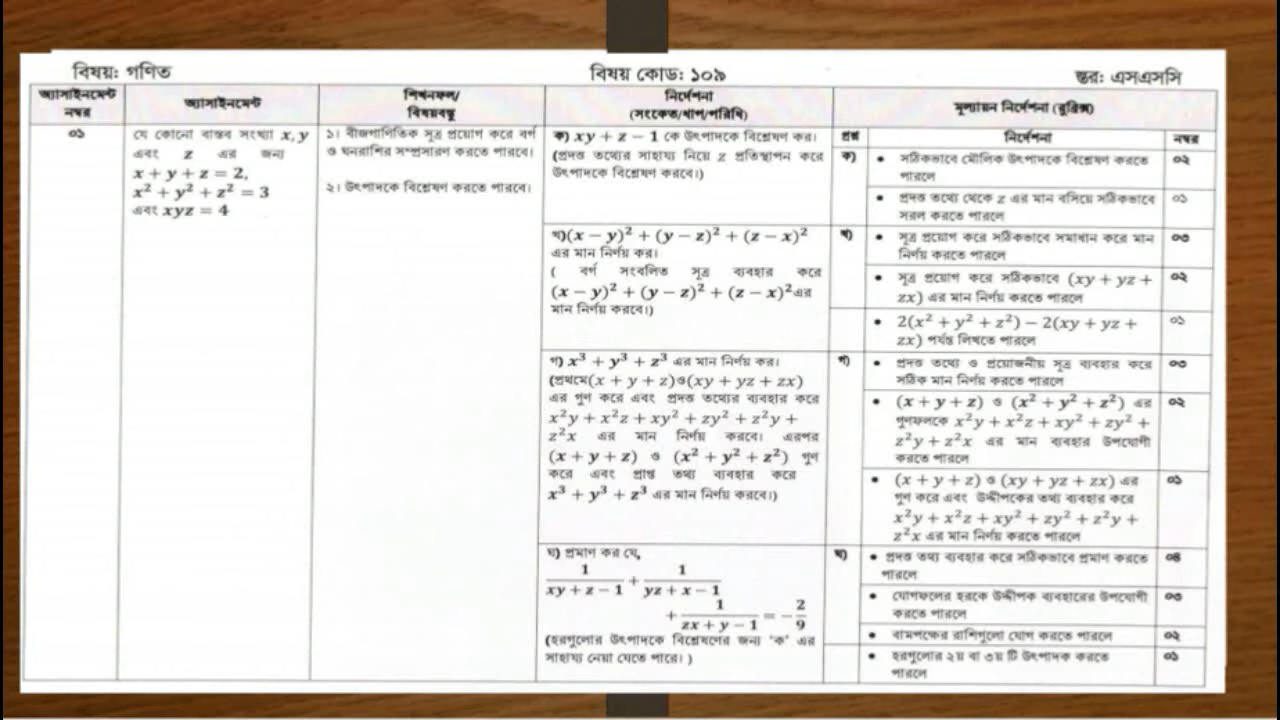 বিষয়: গণিত
বিষয় কোড: ১০৯
স্তর: এসএসসি
অ্যাসাইনমেন্ট নম্বর
অ্যাসাইনমেন্ট
শিখনফল/
বিষয়বস্তু
নির্দেশনা
(সংকেত/ধাপ/পরিধি)
মূল্যায়ন নির্দেশনা (রুব্রিক্স)
০১
যে কোনো বাস্তব সংখ্যা x, y
এবং z এর জন্য
x + y + z = 2,
x² + y² + z² = 3
এবং xyz = 4
১। বীজগাণিতিক সূত্র প্রয়োগ করে বর্গ
ও ঘনরাশির সম্প্রসারণ করতে পারবে।
২। উৎপাদকে বিশ্লেষণ করতে পারবে।
ক) xy + z − 1 কে উৎপাদকে বিশ্লেষণ কর।
(প্রদত্ত তথ্যের সাহায্য নিয়ে z প্রতিস্থাপন করে
উৎপাদকে বিশ্লেষণ করবে।)
প্রশ্ন
নির্দেশনা
নম্বর
ক)
• সঠিকভাবে মৌলিক উৎপাদকে বিশ্লেষণ করতে
পারলে
০২
• প্রদত্ত তথ্যে থেকে z এর মান বসিয়ে সঠিকভাবে
সরল করতে পারলে
০১
খ)(x − y)² + (y − z)² + (z − x)²
এর মান নির্ণয় কর।
( বর্গ সংবলিত সূত্র ব্যবহার করে
(x − y)² + (y − z)² + (z − x)²এর
মান নির্ণয় করবে।)
খ)
• সূত্র প্রয়োগ করে সঠিকভাবে সমাধান করে মান
নির্ণয় করতে পারলে
০৩
• সূত্র প্রয়োগ করে সঠিকভাবে (xy + yz +
zx) এর মান নির্ণয় করতে পারলে
০২
• 2(x² + y² + z²) − 2(xy + yz +
zx) পর্যন্ত লিখতে পারলে
০১
গ) x³ + y³ + z³ এর মান নির্ণয় কর।
(প্রথমে(x + y + z)ও(xy + yz + zx)
এর গুণ করে এবং প্রদত্ত তথ্যের ব্যবহার করে
x²y + x²z + xy² + zy² + z²y +
z²x এর মান নির্ণয় করবে। এরপর
(x + y + z) ও (x² + y² + z²) গুণ
করে এবং প্রাপ্ত তথ্য ব্যবহার করে
x³ + y³ + z³ এর মান নির্ণয় করবে।)
গ)
• প্রদত্ত তথ্যে ও প্রয়োজনীয় সূত্র ব্যবহার করে
সঠিক মান নির্ণয় করতে পারলে
০৩
• (x + y + z) ও (x² + y² + z²) এর
গুণফলকে x²y + x²z + xy² + zy² +
z²y + z²x এর মান ব্যবহার উপযোগী
করতে পারলে
০২
• (x + y + z) ও (xy + yz + zx) এর
গুণ করে এবং উদ্দীপকের তথ্য ব্যবহার করে
x²y + x²z + xy² + zy² + z²y +
z²x এর মান নির্ণয় করতে পারলে
০১
ঘ) প্রমাণ কর যে,
1/(xy + z − 1) + 1/(yz + x − 1)
+ 1/(zx + y − 1) = −2/9
(হরগুলোর উৎপাদকে বিশ্লেষণের জন্য ‘ক’ এর
সাহায্য নেয়া যেতে পারে। )
ঘ)
• প্রদত্ত তথ্য ব্যবহার করে সঠিকভাবে প্রমাণ করতে
পারলে
০৪
• যোগফলের হরকে উদ্দীপক ব্যবহারের উপযোগী
করতে পারলে
০৩
• বামপক্ষের রাশিগুলো যোগ করতে পারলে
০২
• হরগুলোর ২য় বা ৩য় টি উৎপাদক করতে
পারলে
০১